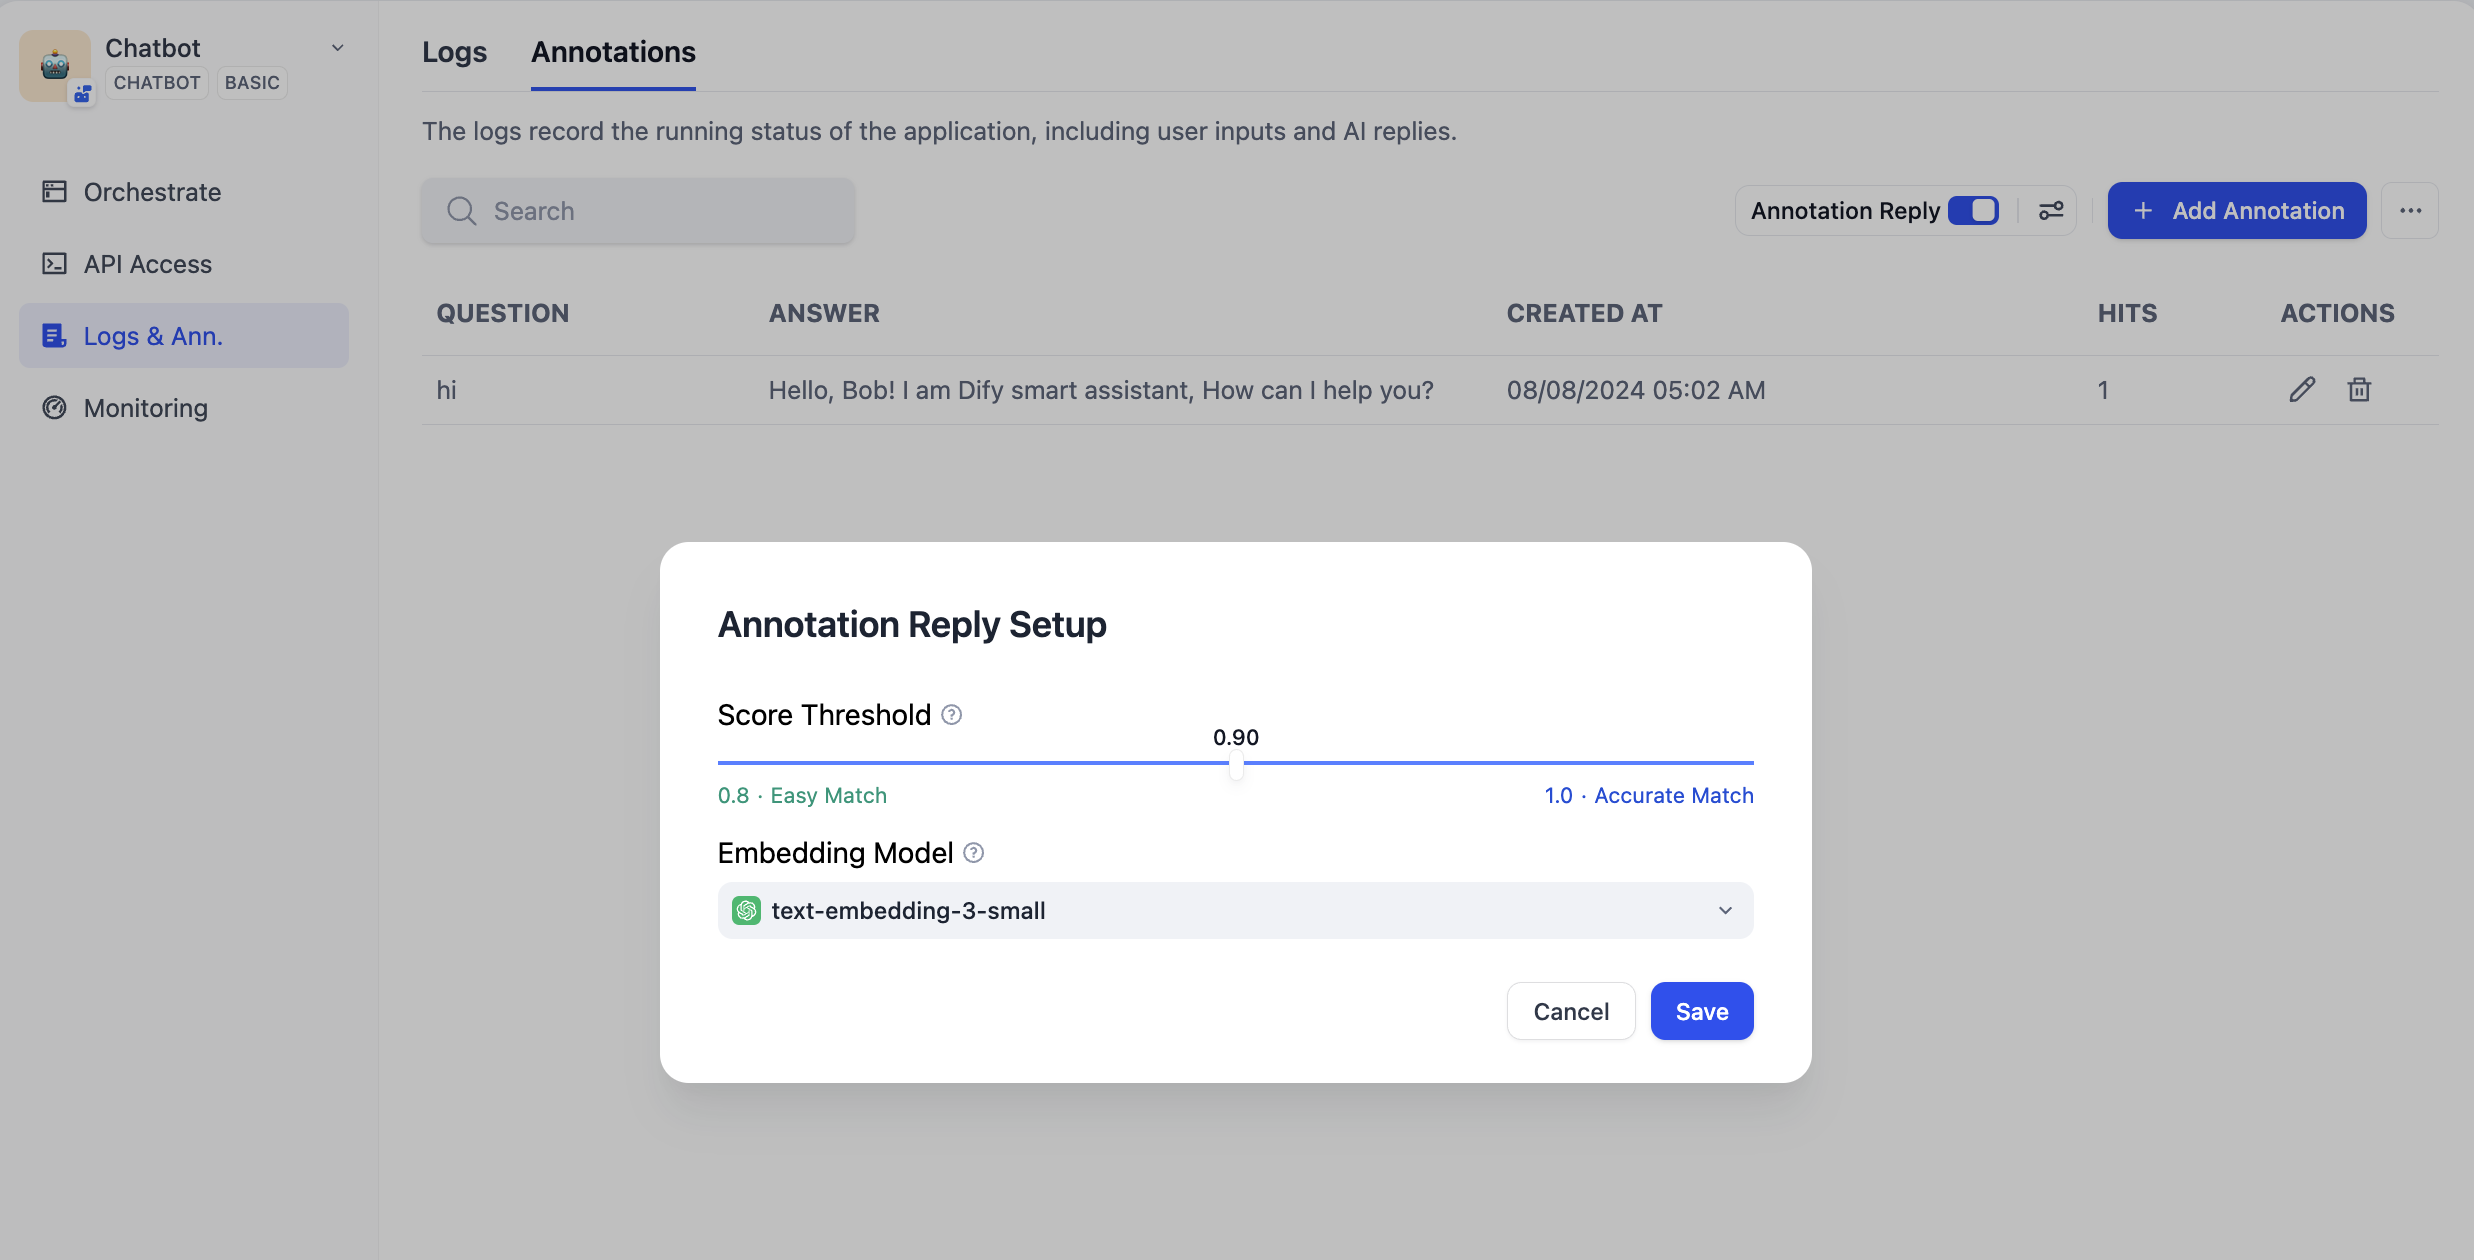 Chatbot
CHATBOT BASIC
Orchestrate
API Access
Logs & Ann.
Monitoring
Logs Annotations
The logs record the running status of the application, including user inputs and AI replies.
Search
Annotation Reply
+ Add Annotation
QUESTION ANSWER CREATED AT HITS ACTIONS
hi Hello, Bob! I am Dify smart assistant, How can I help you? 08/08/2024 05:02 AM 1
Annotation Reply Setup
Score Threshold
0.90
0.8 · Easy Match 1.0 · Accurate Match
Embedding Model
text-embedding-3-small
Cancel Save